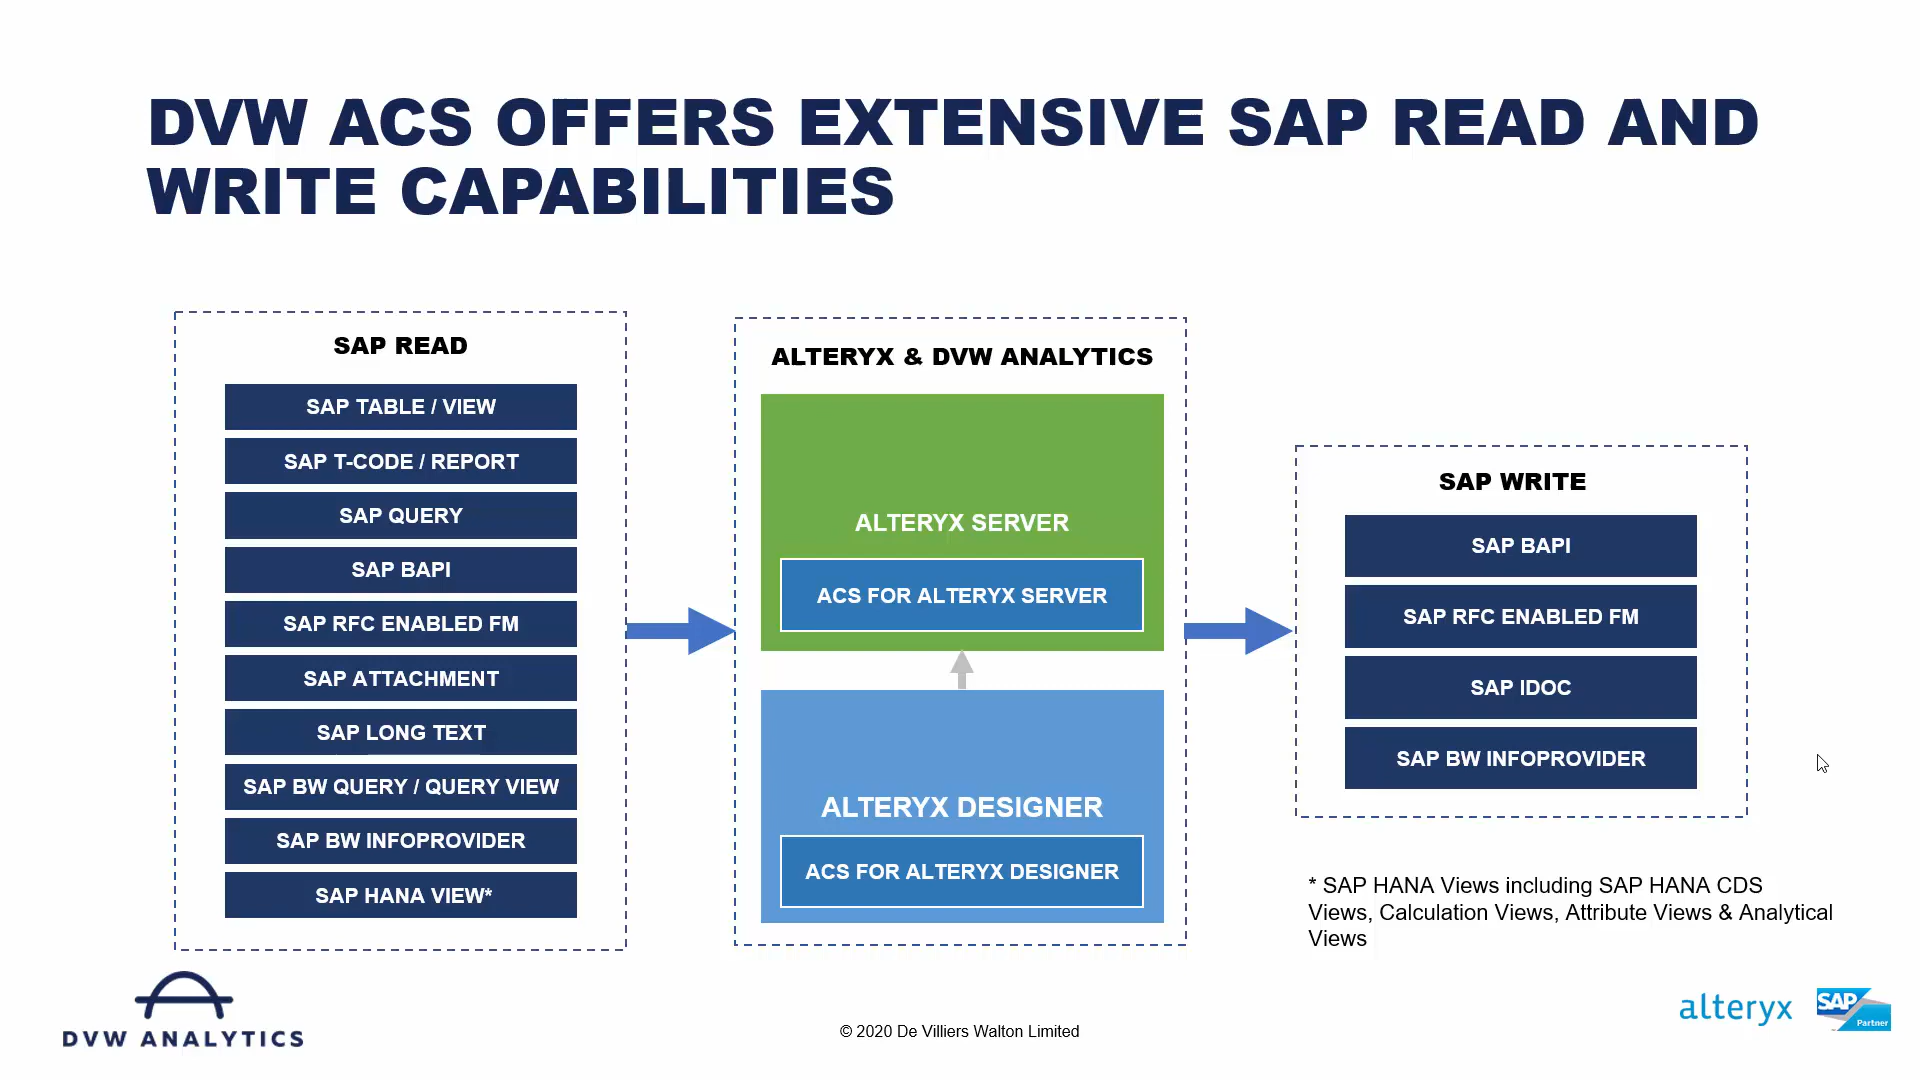 DVW ACS OFFERS EXTENSIVE SAP READ AND
WRITE CAPABILITIES
SAP READ
SAP TABLE / VIEW
SAP T-CODE / REPORT
SAP QUERY
SAP BAPI
SAP RFC ENABLED FM
SAP ATTACHMENT
SAP LONG TEXT
SAP BW QUERY / QUERY VIEW
SAP BW INFOPROVIDER
SAP HANA VIEW*
ALTERYX & DVW ANALYTICS
ALTERYX SERVER
ACS FOR ALTERYX SERVER
ALTERYX DESIGNER
ACS FOR ALTERYX DESIGNER
SAP WRITE
SAP BAPI
SAP RFC ENABLED FM
SAP IDOC
SAP BW INFOPROVIDER
* SAP HANA Views including SAP HANA CDS
Views, Calculation Views, Attribute Views & Analytical
Views
DVW ANALYTICS
© 2020 De Villiers Walton Limited
alteryx
SAP
Partner